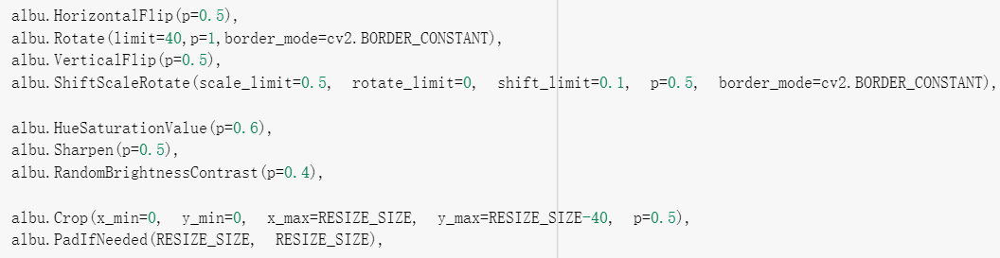 albu.HorizontalFlip(p=0.5),
albu.Rotate(limit=40,p=1,border_mode=cv2.BORDER_CONSTANT),
albu.VerticalFlip(p=0.5),
albu.ShiftScaleRotate(scale_limit=0.5, rotate_limit=0, shift_limit=0.1, p=0.5, border_mode=cv2.BORDER_CONSTANT),
albu.HueSaturationValue(p=0.6),
albu.Sharpen(p=0.5),
albu.RandomBrightnessContrast(p=0.4),
albu.Crop(x_min=0, y_min=0, x_max=RESIZE_SIZE, y_max=RESIZE_SIZE-40, p=0.5),
albu.PadIfNeeded(RESIZE_SIZE, RESIZE_SIZE),